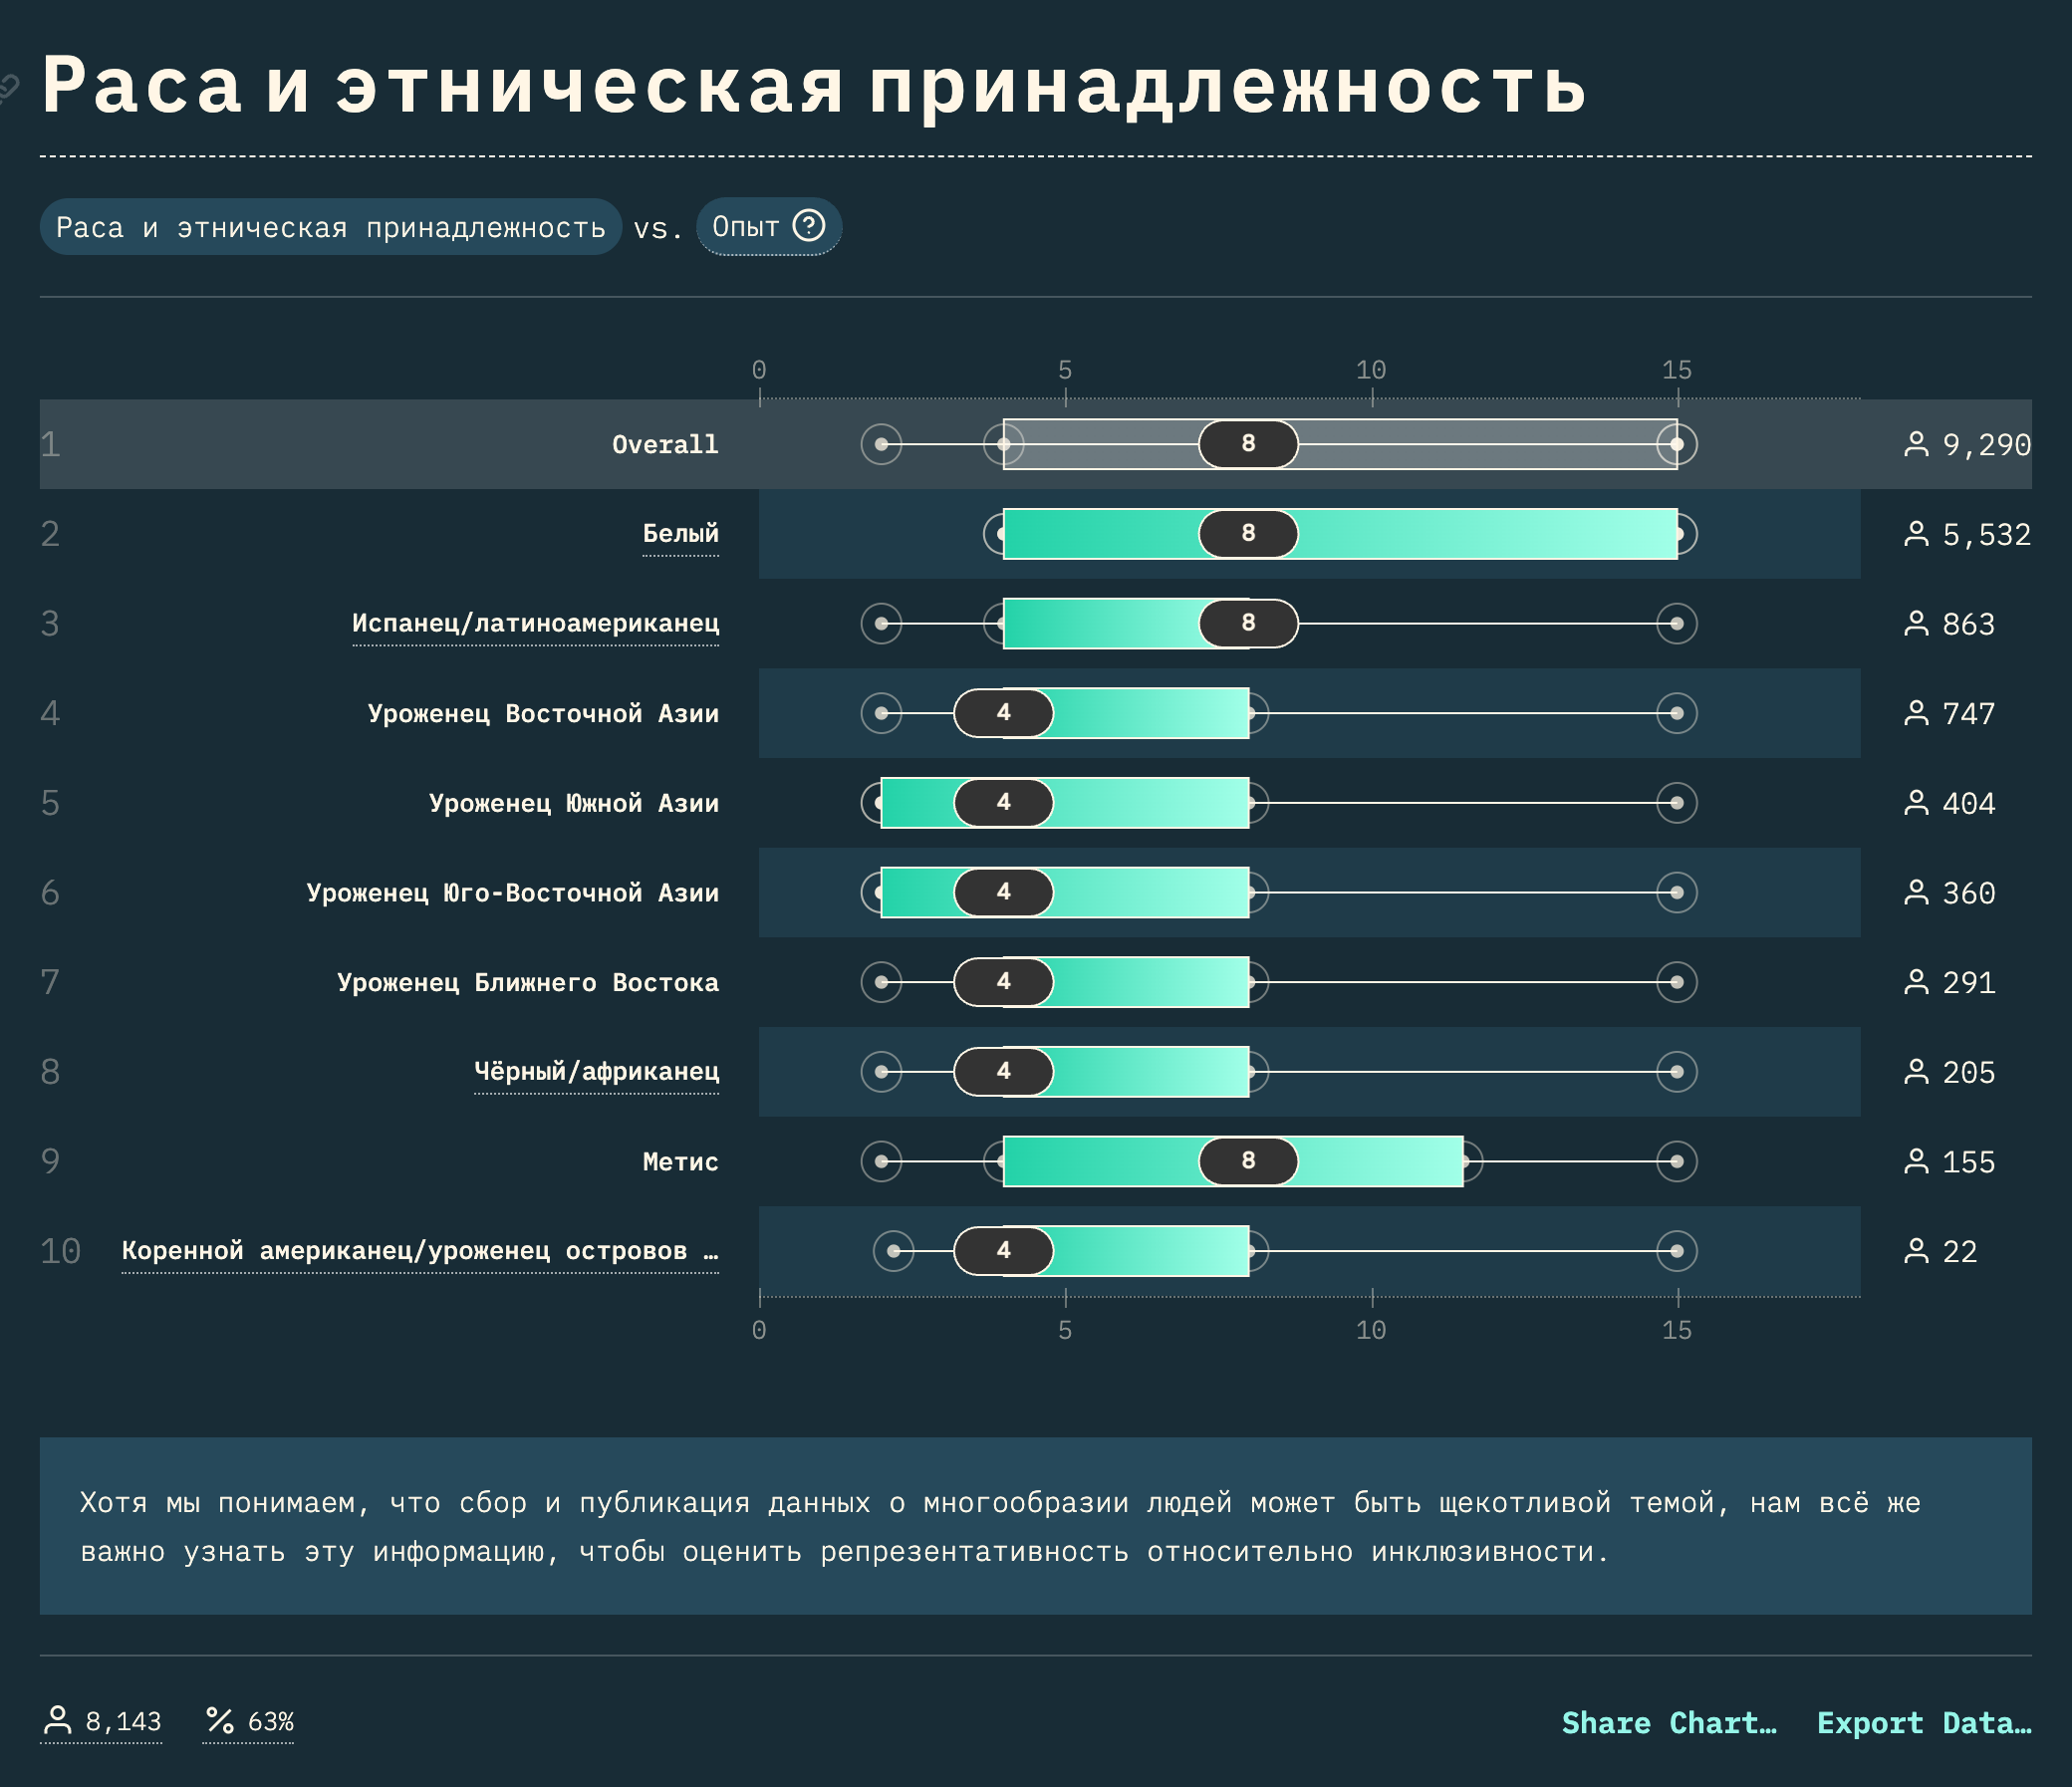 Раса и этническая принадлежность
Раса и этническая принадлежность vs. Опыт ?
0 5 10 15
1 Overall 8 9,290
2 Белый 8 5,532
3 Испанец/латиноамериканец 8 863
4 Уроженец Восточной Азии 4 747
5 Уроженец Южной Азии 4 404
6 Уроженец Юго-Восточной Азии 4 360
7 Уроженец Ближнего Востока 4 291
8 Чёрный/африканец 4 205
9 Метис 8 155
10 Коренной американец/уроженец островов … 4 22
0 5 10 15
Хотя мы понимаем, что сбор и публикация данных о многообразии людей может быть щекотливой темой, нам всё же
важно узнать эту информацию, чтобы оценить репрезентативность относительно инклюзивности.
8,143 % 63% Share Chart… Export Data…